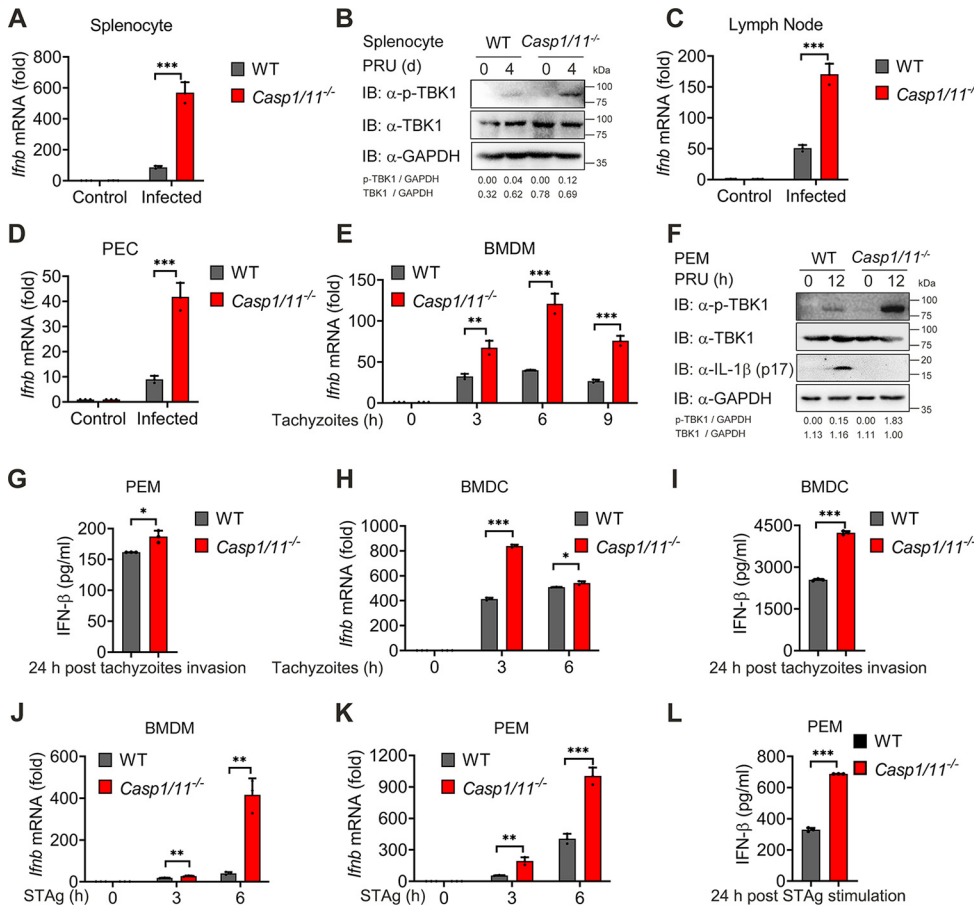 A
Splenocyte
Ifnb mRNA (fold)
800
600
400
200
0
***
Control Infected
WT
Casp1/11-/-
B
Splenocyte WT Casp1/11-/-
PRU (d) 0 4 0 4 kDa
IB: α-p-TBK1
100
75
IB: α-TBK1
100
75
IB: α-GAPDH
35
p-TBK1 / GAPDH 0.00 0.04 0.00 0.12
TBK1 / GAPDH 0.32 0.62 0.78 0.69
C
Lymph Node
Ifnb mRNA (fold)
200
150
100
50
0
***
Control Infected
WT
Casp1/11-/
D
PEC
Ifnb mRNA (fold)
50
40
30
20
10
0
***
Control Infected
WT
Casp1/11-/-
E
BMDM
Ifnb mRNA (fold)
150
100
50
0
** *** ***
Tachyzoites (h) 0 3 6 9
WT
Casp1/11-/-
F
PEM WT Casp1/11-/-
PRU (h) 0 12 0 12 kDa
IB: α-p-TBK1
100
75
IB: α-TBK1
100
75
IB: α-IL-1β (p17)
20
15
IB: α-GAPDH
35
p-TBK1 / GAPDH 0.00 0.15 0.00 1.83
TBK1 / GAPDH 1.13 1.16 1.11 1.00
G
PEM
IFN-β (pg/ml)
200
150
100
50
0
*
24 h post tachyzoites invasion
WT
Casp1/11-/-
H
BMDC
Ifnb mRNA (fold)
1000
800
600
400
200
0
*** *
Tachyzoites (h) 0 3 6
WT
Casp1/11-/-
I
BMDC
IFN-β (pg/ml)
4500
3000
1500
0
***
24 h post tachyzoites invasion
WT
Casp1/11-/-
J
BMDM
Ifnb mRNA (fold)
600
400
200
0
** **
STAg (h) 0 3 6
WT
Casp1/11-/-
K
PEM
Ifnb mRNA (fold)
1200
900
600
300
0
** ***
STAg (h) 0 3 6
WT
Casp1/11-/-
L
PEM
IFN-β (pg/ml)
800
600
400
200
0
***
24 h post STAg stimulation
WT
Casp1/11-/-